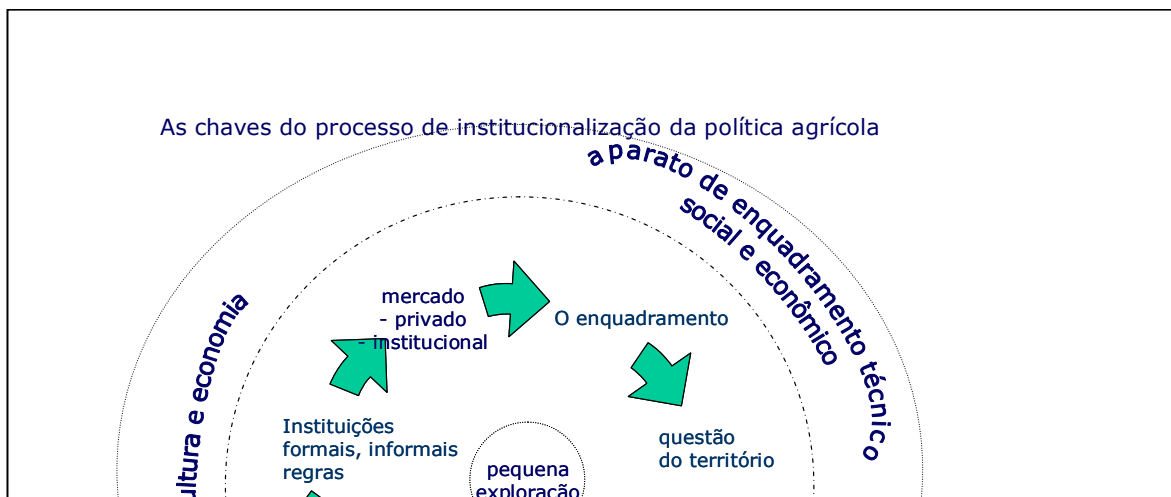 As chaves do processo de institucionalização da política agrícola
aparato de enquadramento técnico
social e econômico
mercado
- privado
- institucional
O enquadramento
e economia
Instituições
formais, informais
regras
questão
do território
pequena
exploração